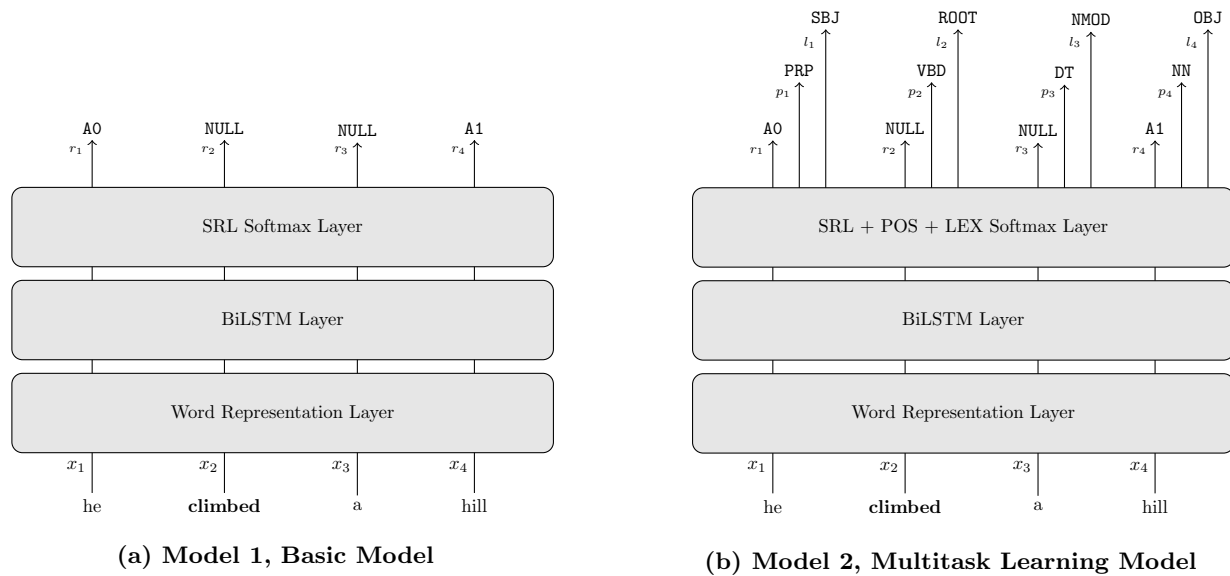 A0 NULL NULL A1
r1 r2 r3 r4
SRL Softmax Layer
BiLSTM Layer
Word Representation Layer
x1 x2 x3 x4
he climbed a hill
(a) Model 1, Basic Model
SBJ ROOT NMOD OBJ
l1 l2 l3 l4
PRP VBD DT NN
p1 p2 p3 p4
A0 NULL NULL A1
r1 r2 r3 r4
SRL + POS + LEX Softmax Layer
BiLSTM Layer
Word Representation Layer
x1 x2 x3 x4
he climbed a hill
(b) Model 2, Multitask Learning Model